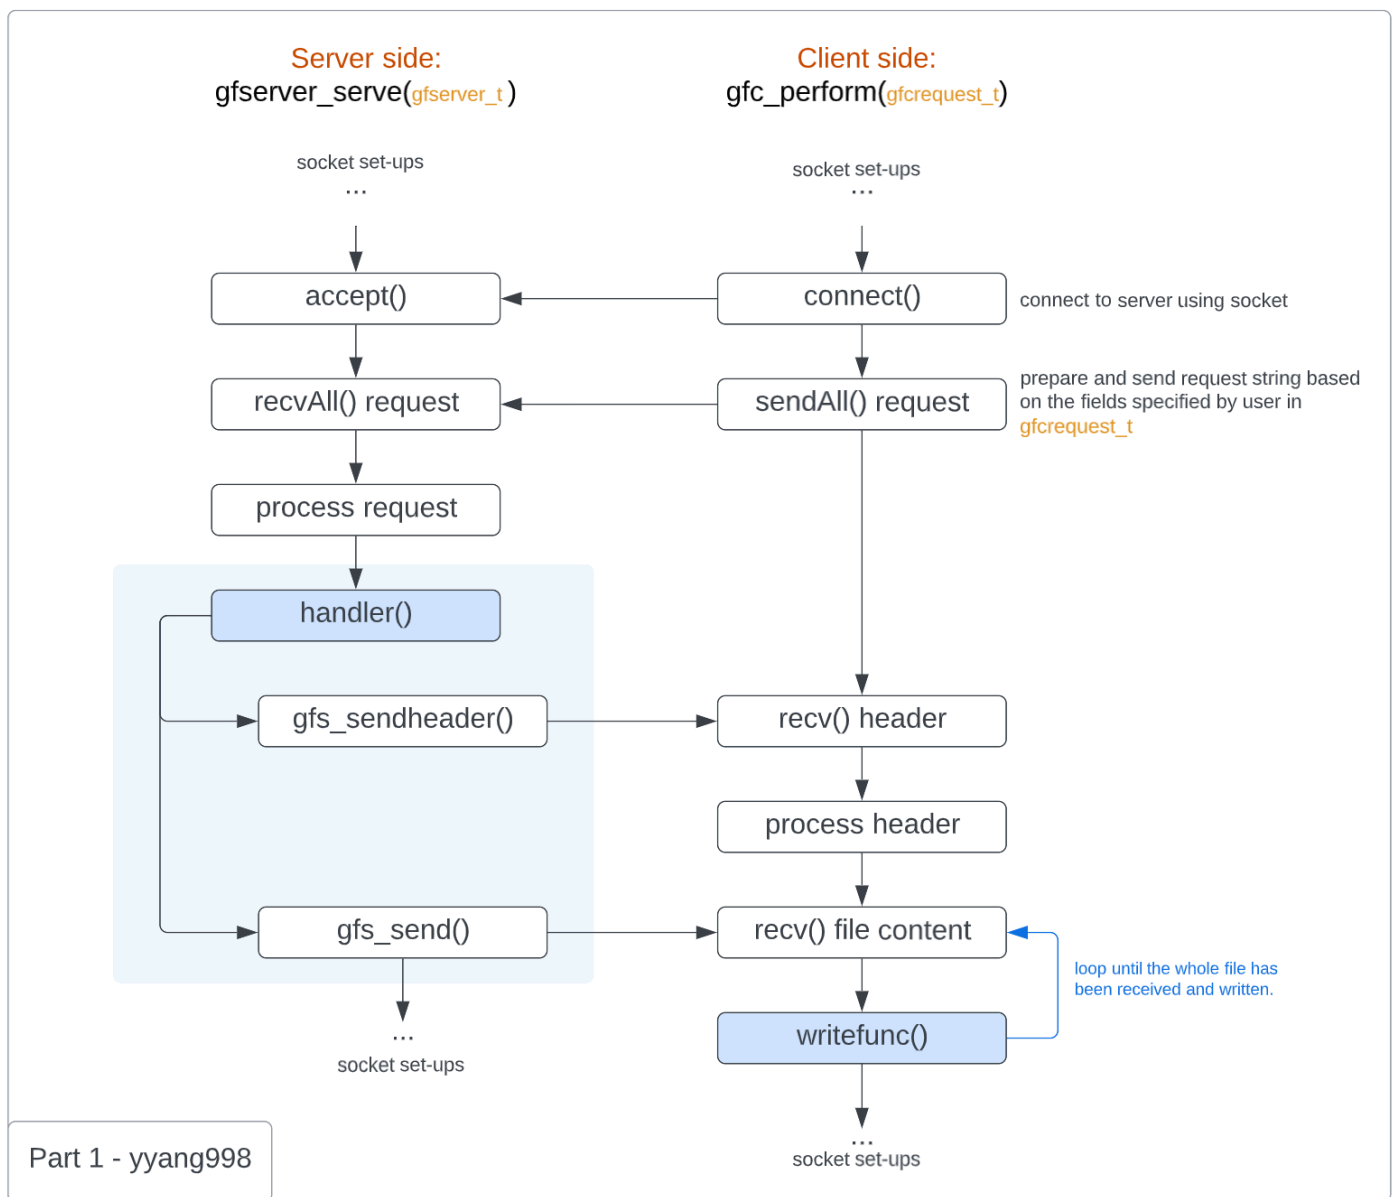 Server side:
gfserver_serve(gfserver_t )
Client side:
gfc_perform(gfcrequest_t)
socket set-ups
...
socket set-ups
...
accept()
connect()
connect to server using socket
recvAll() request
sendAll() request
prepare and send request string based
on the fields specified by user in
gfcrequest_t
process request
handler()
gfs_sendheader()
recv() header
process header
gfs_send()
recv() file content
loop until the whole file has
been received and written.
writefunc()
...
socket set-ups
...
socket set-ups
Part 1 - yyang998